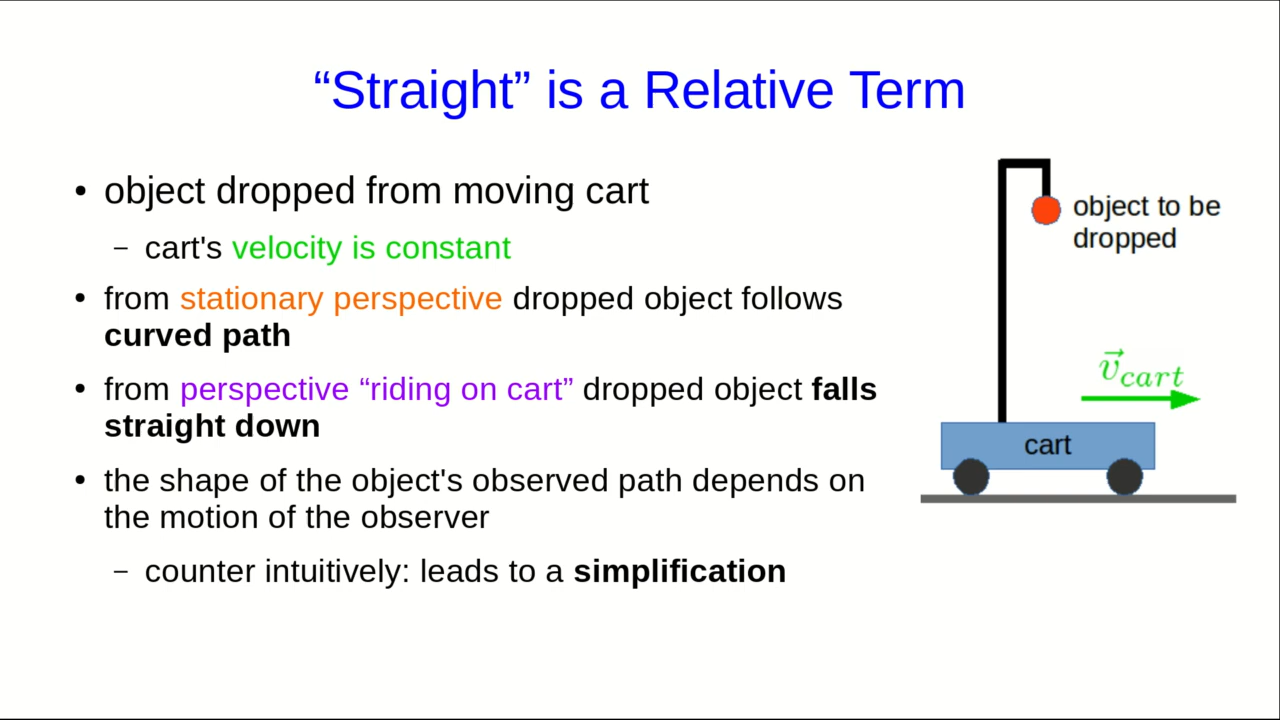 “Straight” is a Relative Term
• object dropped from moving cart
– cart's velocity is constant
• from stationary perspective dropped object follows
curved path
• from perspective “riding on cart” dropped object falls
straight down
• the shape of the object's observed path depends on
the motion of the observer
– counter intuitively: leads to a simplification
object to be
dropped
v⃗cart
cart